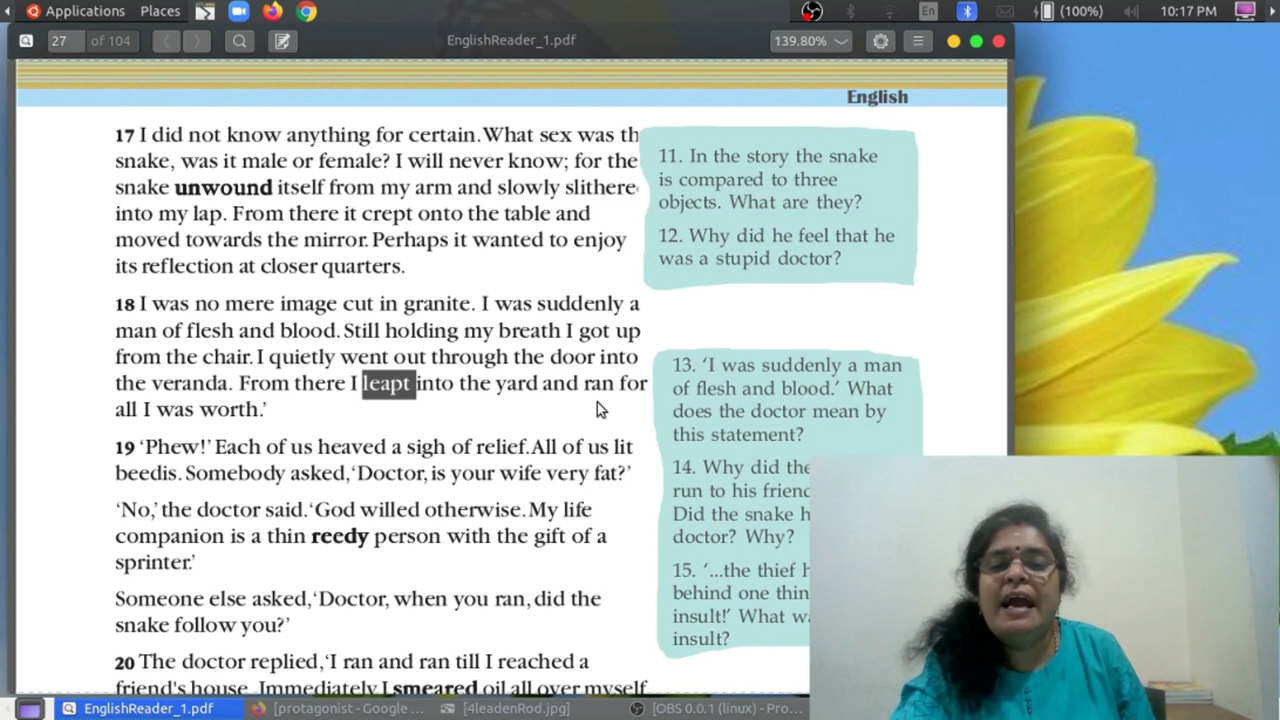 Applications Places En (100%) 10:17 PM
27 of 104 EnglishReader_1.pdf 139.80%
English
17 I did not know anything for certain. What sex was th
snake, was it male or female? I will never know; for the
snake unwound itself from my arm and slowly slithere
into my lap. From there it crept onto the table and
moved towards the mirror. Perhaps it wanted to enjoy
its reflection at closer quarters.
18 I was no mere image cut in granite. I was suddenly a
man of flesh and blood. Still holding my breath I got up
from the chair. I quietly went out through the door into
the veranda. From there I leapt into the yard and ran for
all I was worth.’
19 ‘Phew!’ Each of us heaved a sigh of relief. All of us lit
beedis. Somebody asked, ‘Doctor, is your wife very fat?’
‘No,’ the doctor said. ‘God willed otherwise. My life
companion is a thin reedy person with the gift of a
sprinter.’
Someone else asked, ‘Doctor, when you ran, did the
snake follow you?’
20 The doctor replied, ‘I ran and ran till I reached a
friend's house. Immediately I smeared oil all over myself
11. In the story the snake
is compared to three
objects. What are they?
12. Why did he feel that he
was a stupid doctor?
13. ‘I was suddenly a man
of flesh and blood.’ What
does the doctor mean by
this statement?
14. Why did the
run to his friend
Did the snake h
doctor? Why?
15. ‘...the thief h
behind one thin
insult!’ What wa
insult?
EnglishReader_1.pdf [protagonist - Google ... [4leadenRod.jpg] [OBS 0.0.1 (linux) - Pro...